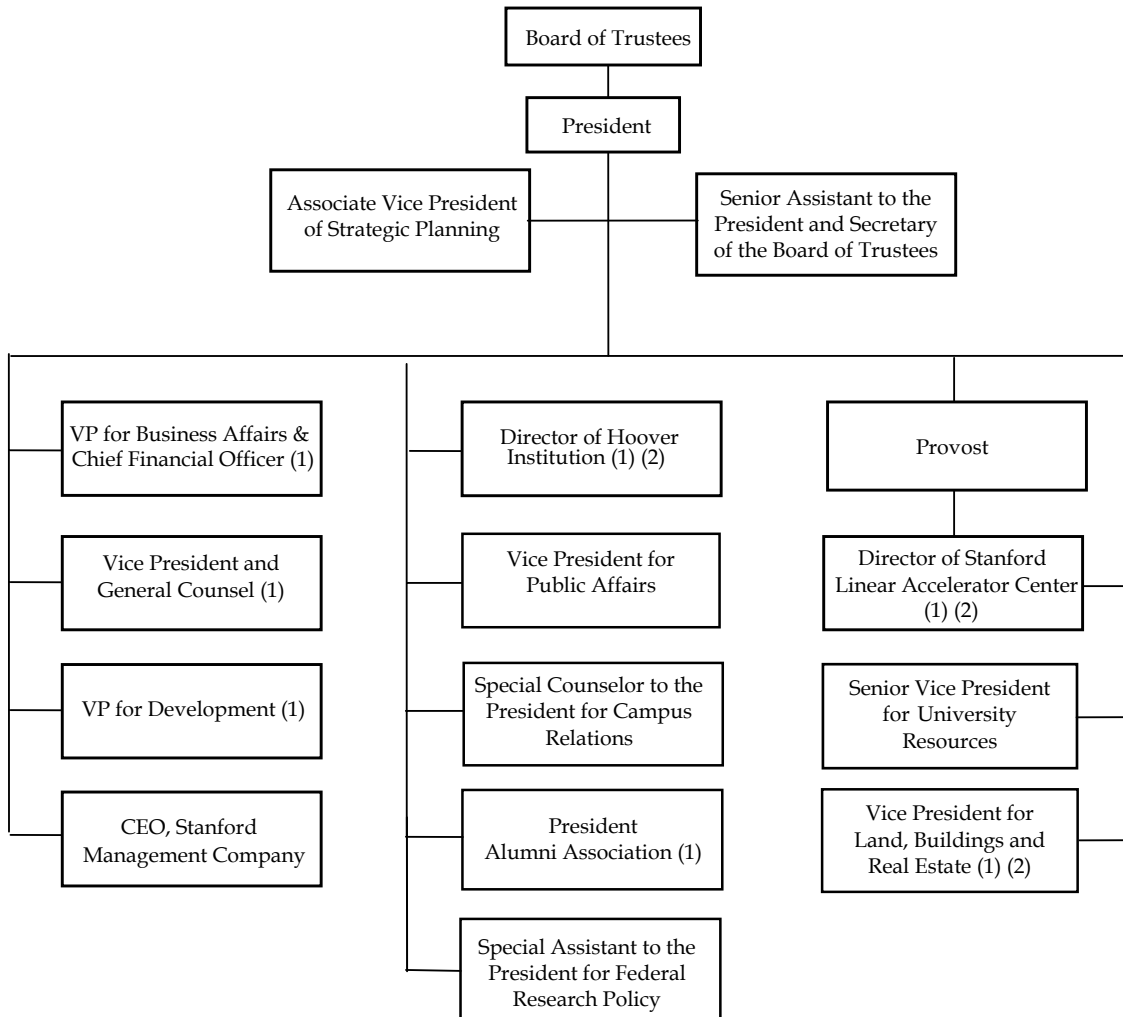 Board of Trustees
President
Associate Vice President
of Strategic Planning
Senior Assistant to the
President and Secretary
of the Board of Trustees
VP for Business Affairs &
Chief Financial Officer (1)
Vice President and
General Counsel (1)
VP for Development (1)
CEO, Stanford
Management Company
Director of Hoover
Institution (1) (2)
Vice President for
Public Affairs
Special Counselor to the
President for Campus
Relations
President
Alumni Association (1)
Special Assistant to the
President for Federal
Research Policy
Provost
Director of Stanford
Linear Accelerator Center
(1) (2)
Senior Vice President
for University
Resources
Vice President for
Land, Buildings and
Real Estate (1) (2)